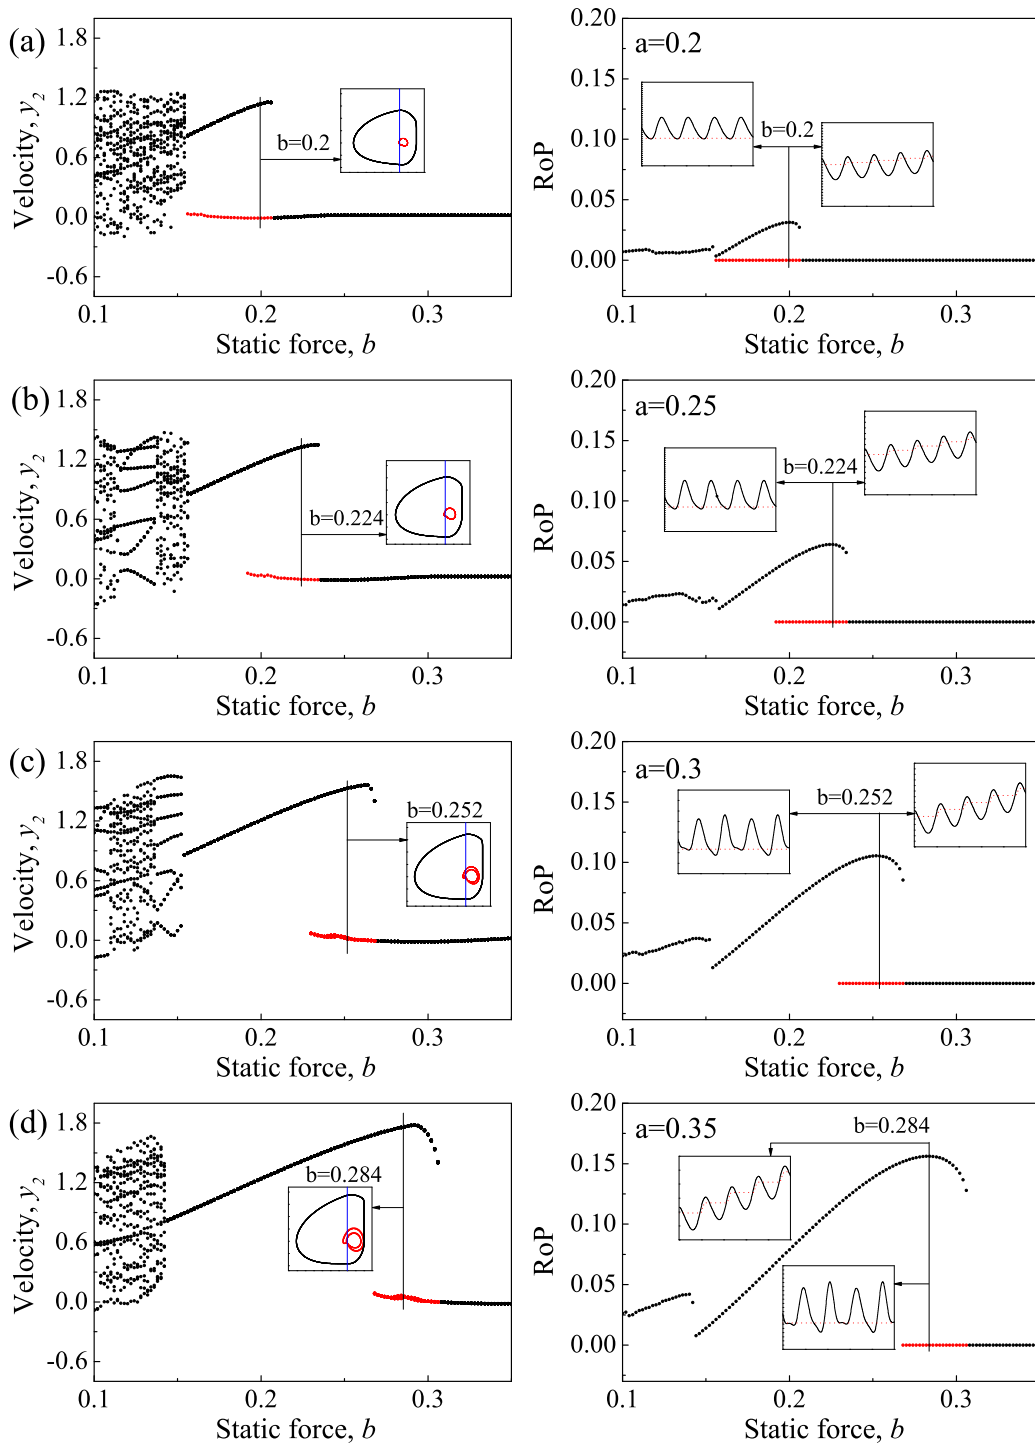 (a)
Velocity, y2
1.8
1.2
0.6
0.0
-0.6
b=0.2
0.1
0.2
0.3
Static force, b
RoP
0.20
0.15
0.10
0.05
0.00
a=0.2
b=0.2
0.1
0.2
0.3
Static force, b
(b)
Velocity, y2
1.8
1.2
0.6
0.0
-0.6
b=0.224
0.1
0.2
0.3
Static force, b
RoP
0.20
0.15
0.10
0.05
0.00
a=0.25
b=0.224
0.1
0.2
0.3
Static force, b
(c)
Velocity, y2
1.8
1.2
0.6
0.0
-0.6
b=0.252
0.1
0.2
0.3
Static force, b
RoP
0.20
0.15
0.10
0.05
0.00
a=0.3
b=0.252
0.1
0.2
0.3
Static force, b
(d)
Velocity, y2
1.8
1.2
0.6
0.0
-0.6
b=0.284
0.1
0.2
0.3
Static force, b
RoP
0.20
0.15
0.10
0.05
0.00
a=0.35
b=0.284
0.1
0.2
0.3
Static force, b